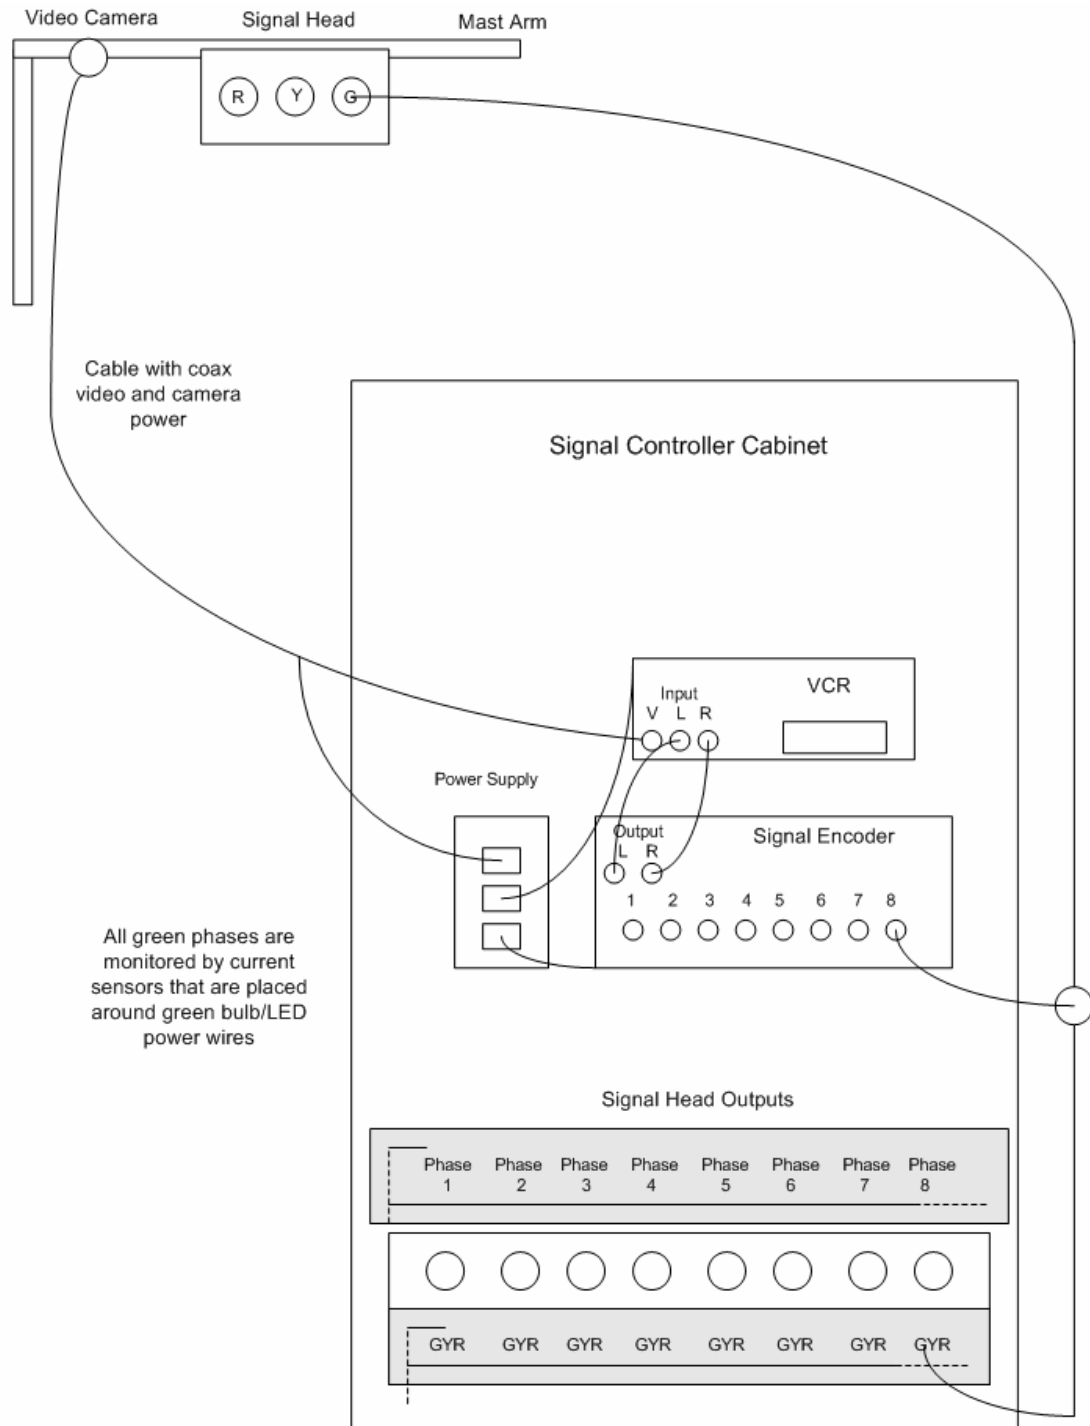 Video Camera
Signal Head
Mast Arm
R Y G
Cable with coax
video and camera
power
Signal Controller Cabinet
VCR
Input
V L R
Power Supply
Output
L R
Signal Encoder
1 2 3 4 5 6 7 8
All green phases are
monitored by current
sensors that are placed
around green bulb/LED
power wires
Signal Head Outputs
Phase Phase Phase Phase Phase Phase Phase Phase
1 2 3 4 5 6 7 8
GYR GYR GYR GYR GYR GYR GYR GYR